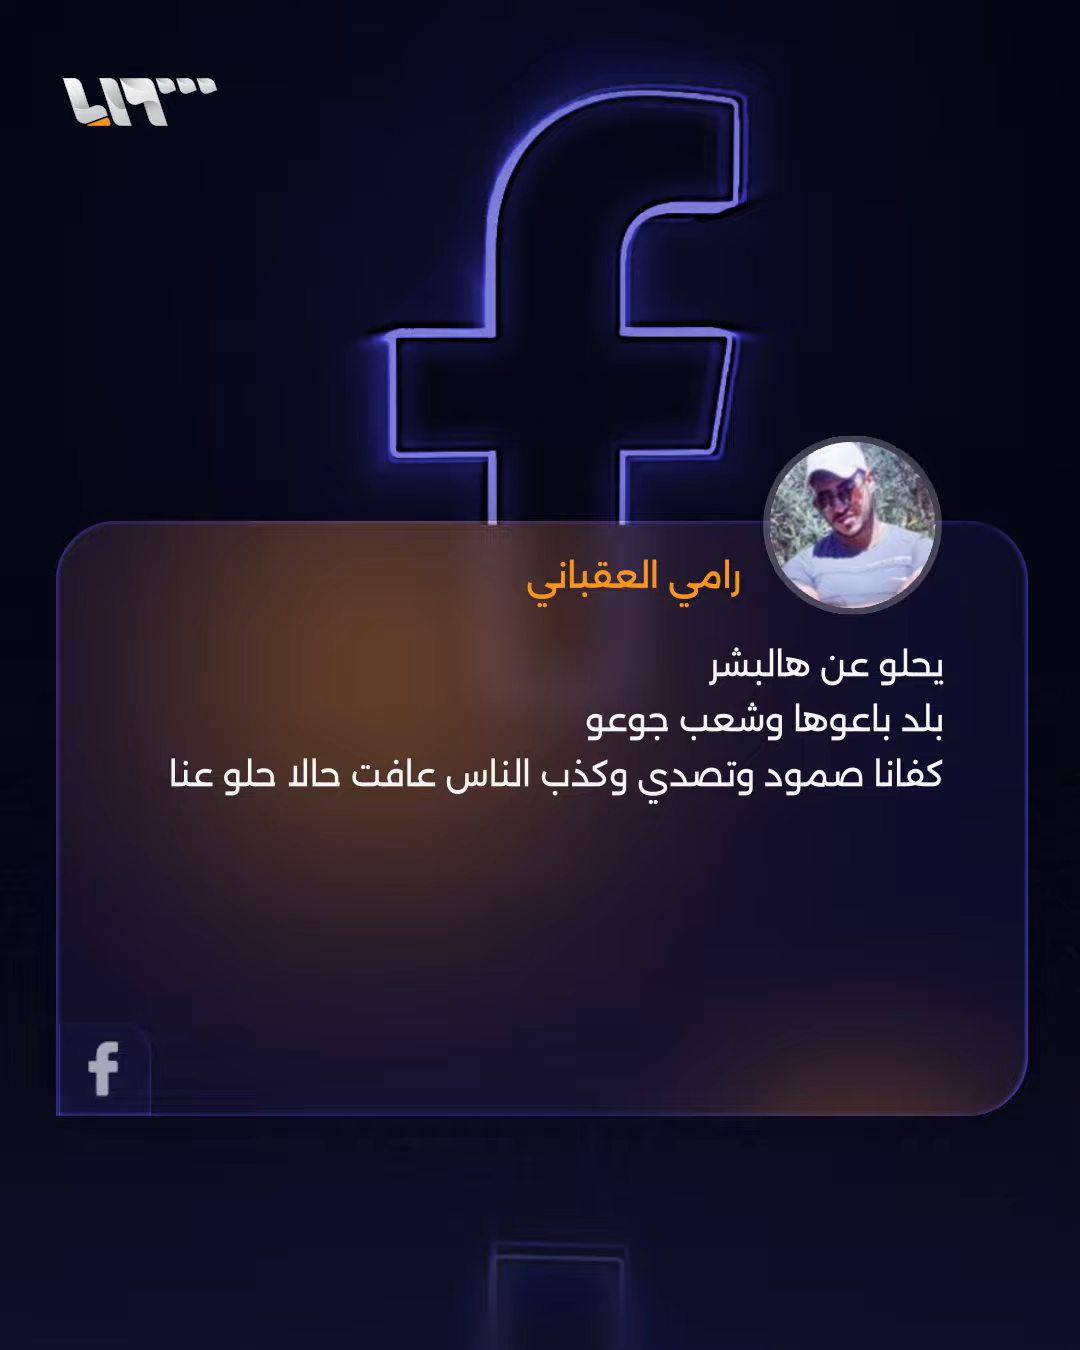 رامي العقباني
يحلو عن هالبشر
بلد باعوها وشعب جوعو
كفانا صمود وتصدي وكذب الناس عافت حالا حلو عنا